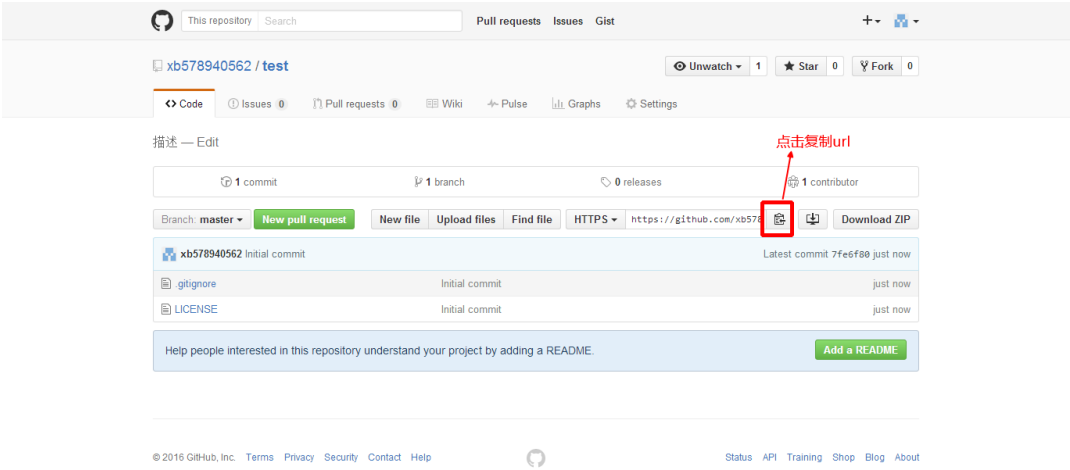 This repository Search Pull requests Issues Gist
xb578940562 / test Unwatch 1 Star 0 Fork 0
Code Issues 0 Pull requests 0 Wiki Pulse Graphs Settings
描述 — Edit 点击复制url
1 commit 1 branch 0 releases 1 contributor
Branch: master New pull request New file Upload files Find file HTTPS https://github.com/xb578 Download ZIP
xb578940562 Initial commit Latest commit 7fe6f80 just now
.gitignore Initial commit just now
LICENSE Initial commit just now
Help people interested in this repository understand your project by adding a README. Add a README
© 2016 GitHub, Inc. Terms Privacy Security Contact Help Status API Training Shop Blog About